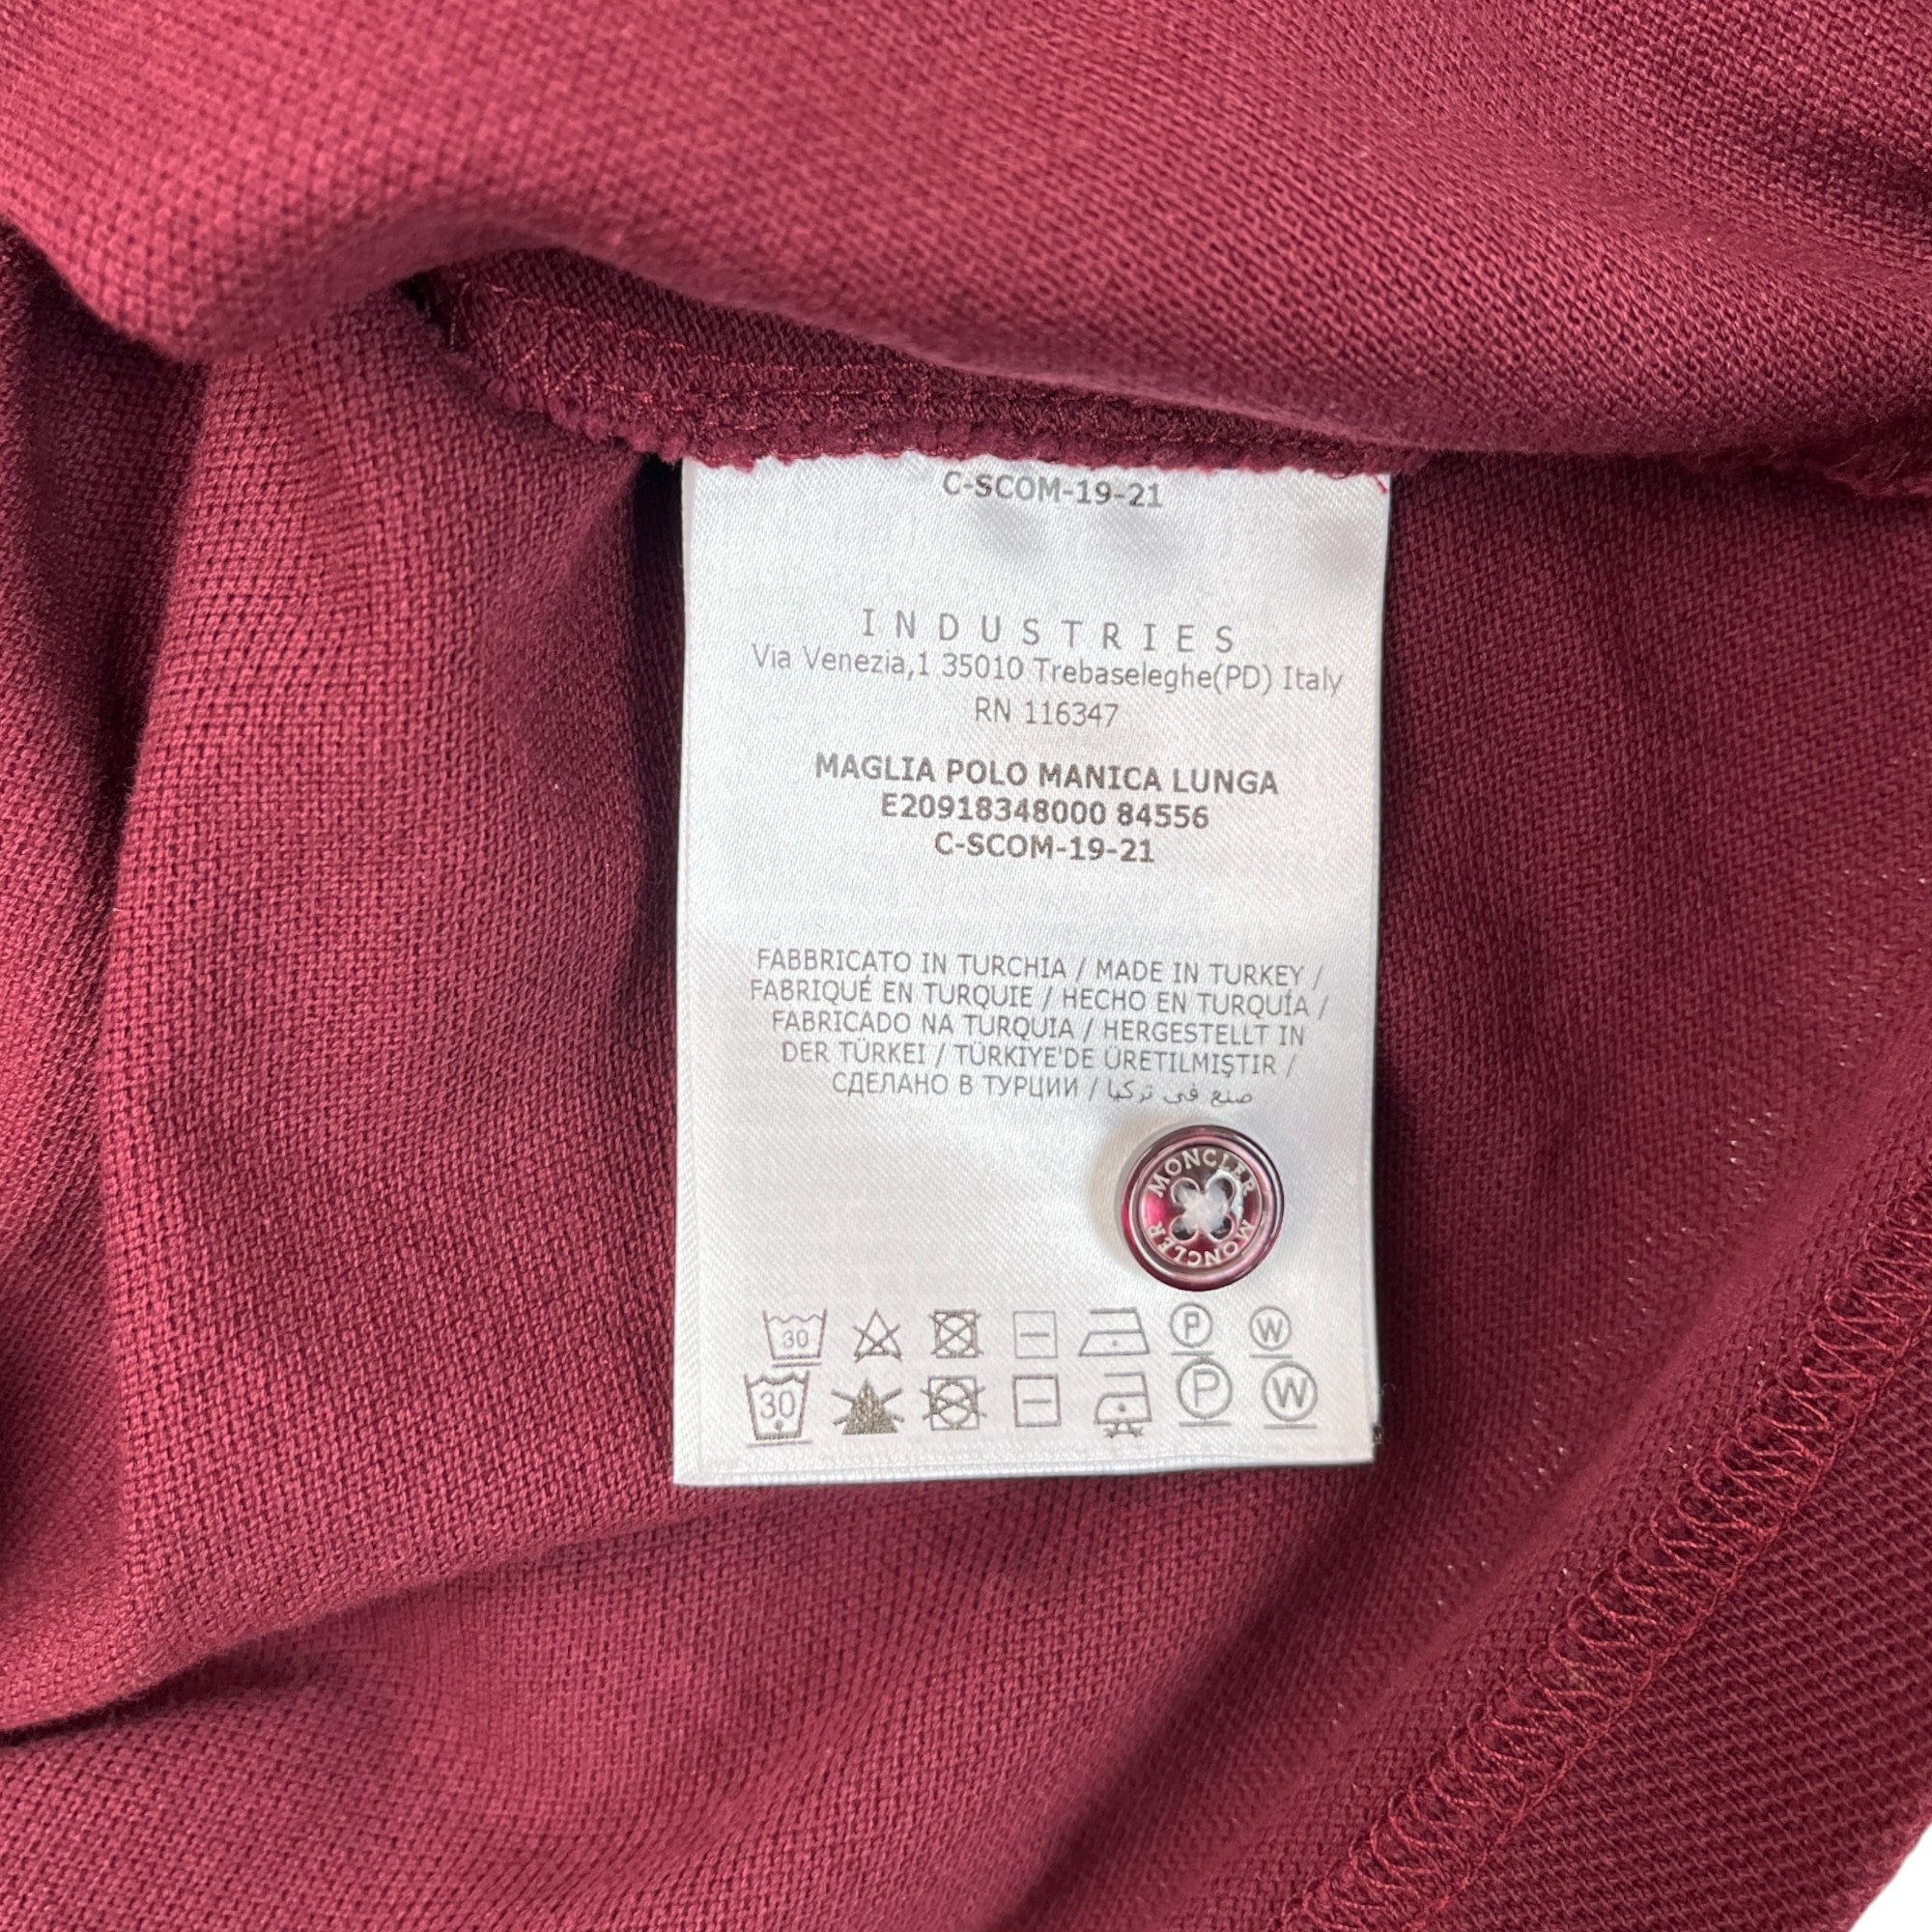 C-SCOM-19-21
INDUSTRIES
Via Venezia,1 35010 Trebaseleghe(PD) Italy
RN 116347
MAGLIA POLO MANICA LUNGA
E20918348000 84556
C-SCOM-19-21
FABBRICATO IN TURCHIA / MADE IN TURKEY /
FABRIQUÉ EN TURQUIE / HECHO EN TURQUÍA /
FABRICADO NA TURQUIA / HERGESTELLT IN
DER TÜRKEI / TÜRKIYE'DE ÜRETILMIŞTIR /
СДЕЛАНО В ТУРЦИИ / صنع في تركيا
MONCLER
MONCLER
30 P W
30 P W